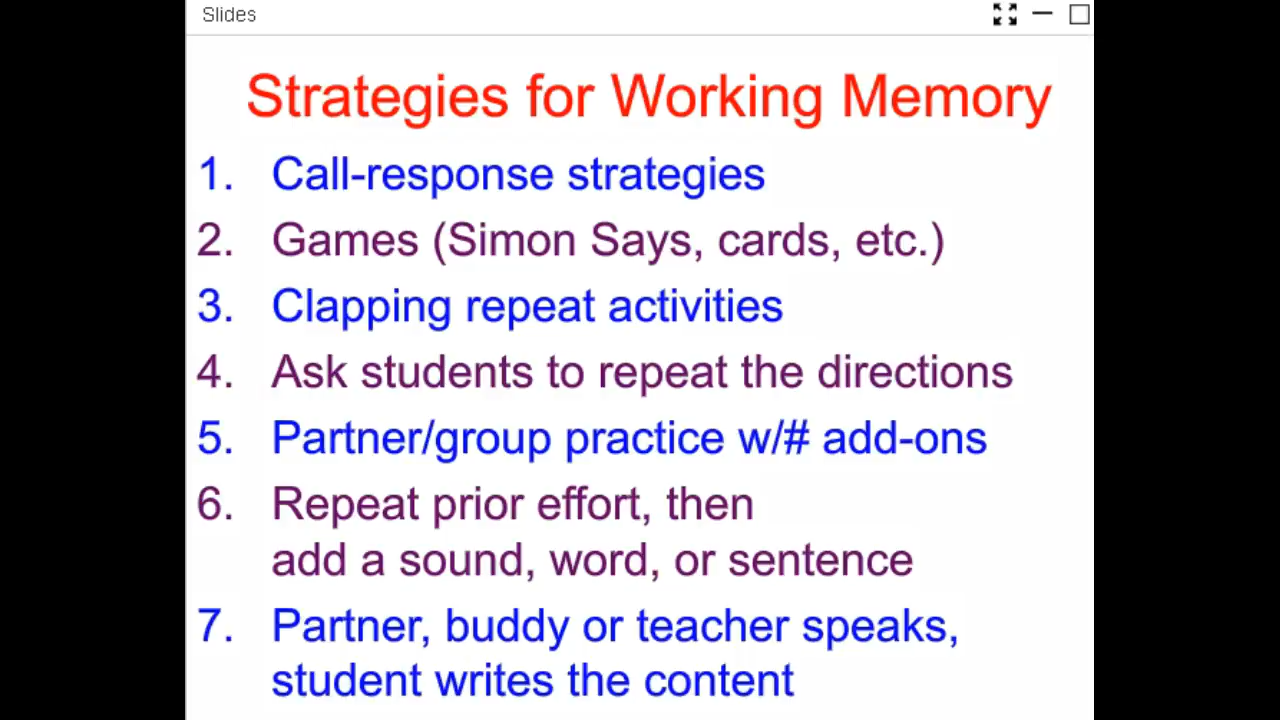 Slides
Strategies for Working Memory
1. Call-response strategies
2. Games (Simon Says, cards, etc.)
3. Clapping repeat activities
4. Ask students to repeat the directions
5. Partner/group practice w/# add-ons
6. Repeat prior effort, then
add a sound, word, or sentence
7. Partner, buddy or teacher speaks,
student writes the content